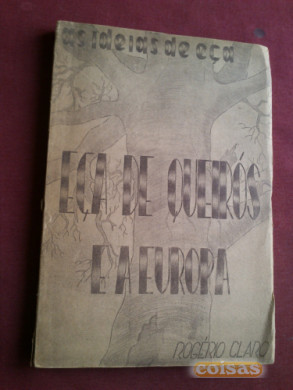 as ideias de eça
EÇA DE QUEIRÓS
E A EUROPA
ROGÉRIO CLARO
coisas